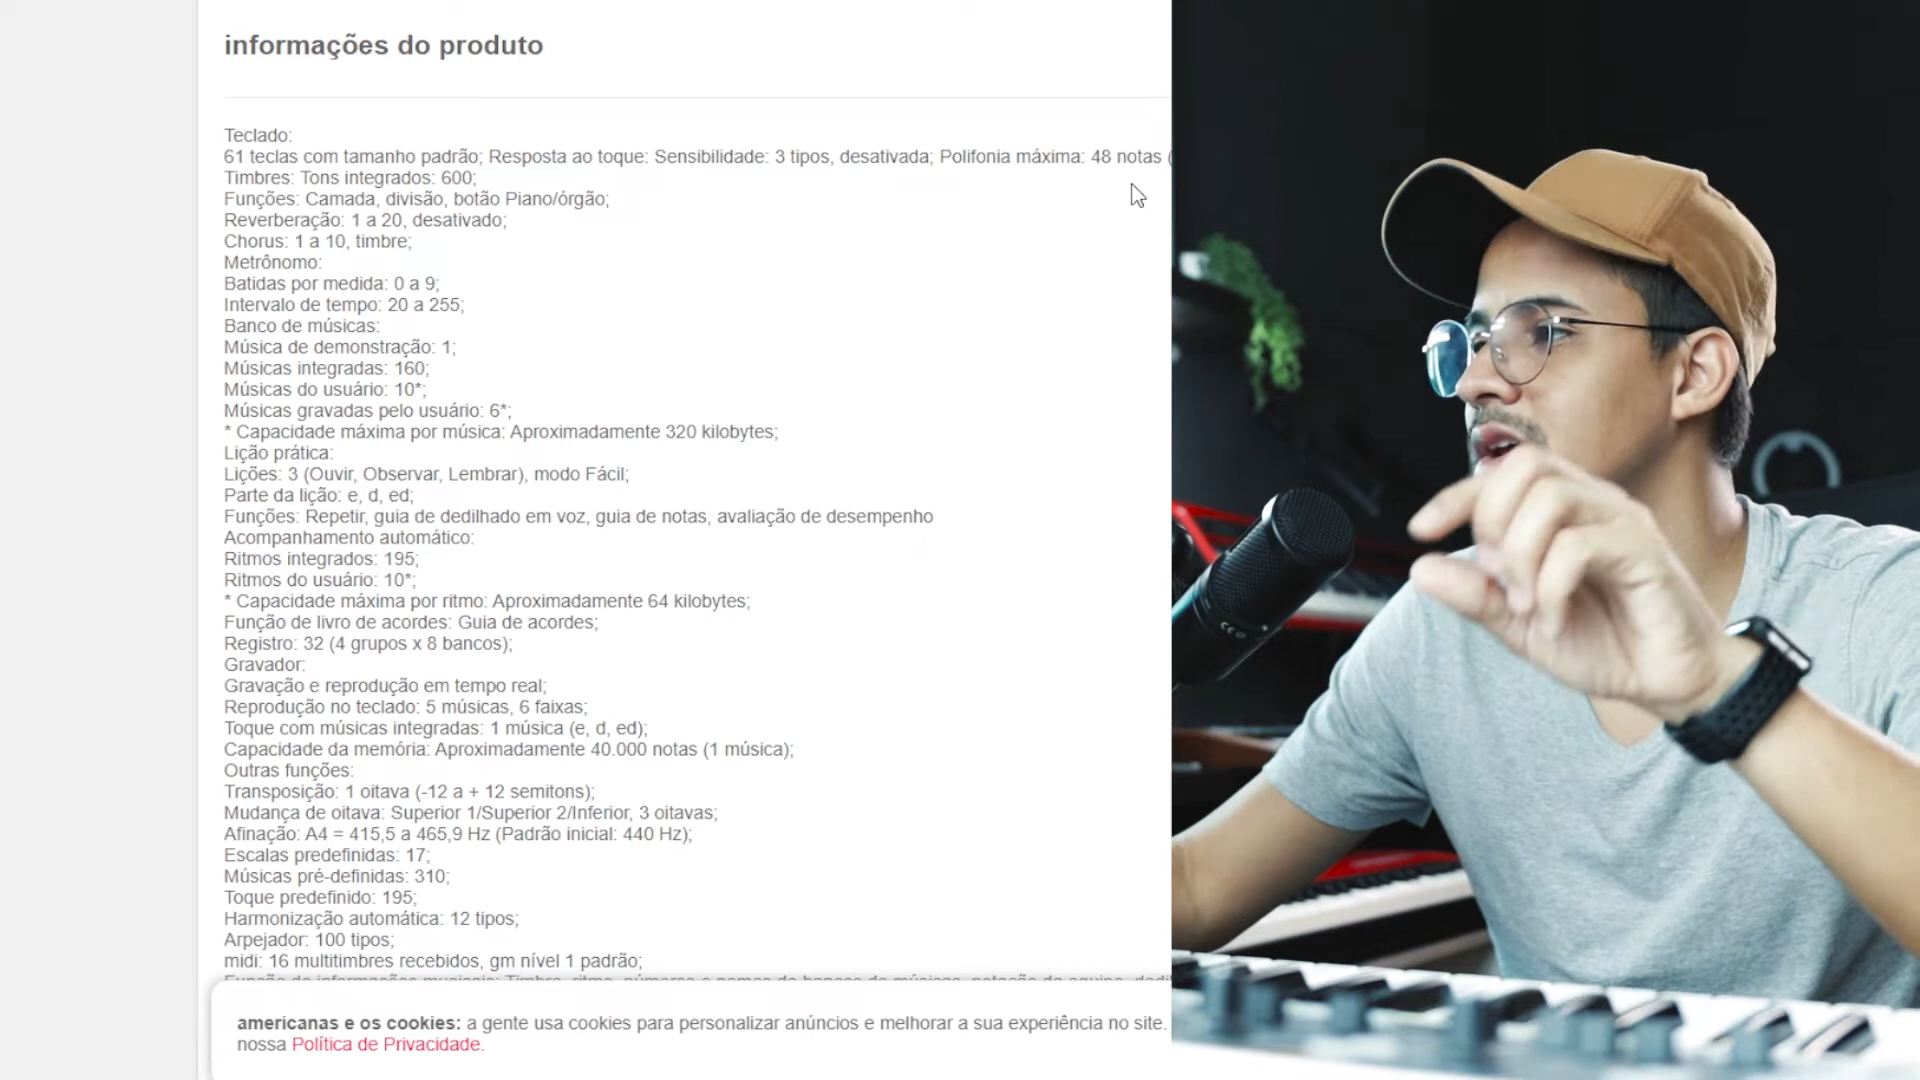 informações do produto
Teclado:
61 teclas com tamanho padrão; Resposta ao toque: Sensibilidade: 3 tipos, desativada; Polifonia máxima: 48 notas (
Timbres: Tons integrados: 600;
Funções: Camada, divisão, botão Piano/órgão;
Reverberação: 1 a 20, desativado;
Chorus: 1 a 10, timbre;
Metrônomo:
Batidas por medida: 0 a 9;
Intervalo de tempo: 20 a 255;
Banco de músicas:
Música de demonstração: 1;
Músicas integradas: 160;
Músicas do usuário: 10*;
Músicas gravadas pelo usuário: 6*;
* Capacidade máxima por música: Aproximadamente 320 kilobytes;
Lição prática:
Lições: 3 (Ouvir, Observar, Lembrar), modo Fácil;
Parte da lição: e, d, ed;
Funções: Repetir, guia de dedilhado em voz, guia de notas, avaliação de desempenho
Acompanhamento automático:
Ritmos integrados: 195;
Ritmos do usuário: 10*;
* Capacidade máxima por ritmo: Aproximadamente 64 kilobytes;
Função de livro de acordes: Guia de acordes;
Registro: 32 (4 grupos x 8 bancos);
Gravador:
Gravação e reprodução em tempo real;
Reprodução no teclado: 5 músicas, 6 faixas;
Toque com músicas integradas: 1 música (e, d, ed);
Capacidade da memória: Aproximadamente 40.000 notas (1 música);
Outras funções:
Transposição: 1 oitava (-12 a + 12 semitons);
Mudança de oitava: Superior 1/Superior 2/Inferior, 3 oitavas;
Afinação: A4 = 415,5 a 465,9 Hz (Padrão inicial: 440 Hz);
Escalas predefinidas: 17;
Músicas pré-definidas: 310;
Toque predefinido: 195;
Harmonização automática: 12 tipos;
Arpejador: 100 tipos;
midi: 16 multitimbres recebidos, gm nível 1 padrão;
americanas e os cookies: a gente usa cookies para personalizar anúncios e melhorar a sua experiência no site.
nossa Política de Privacidade.